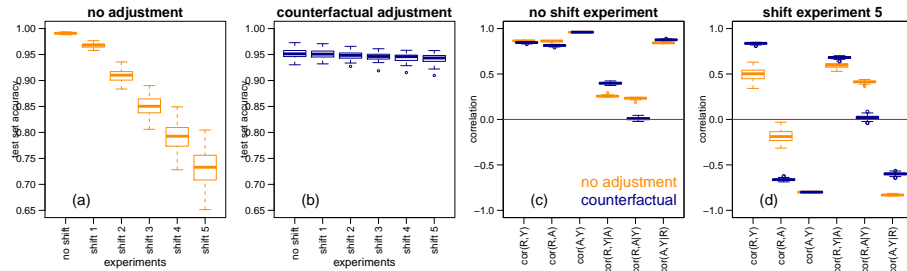 no adjustment
1.00
0.95
0.90
0.85
0.80
0.75
0.70
0.65
test set accuracy
(a)
no shift
shift 1
shift 2
shift 3
shift 4
shift 5
experiments
counterfactual adjustment
1.00
0.95
0.90
0.85
0.80
0.75
0.70
0.65
test set accuracy
(b)
no shift
shift 1
shift 2
shift 3
shift 4
shift 5
experiments
no shift experiment
1.0
0.5
0.0
−0.5
−1.0
correlation
no adjustment
(c) counterfactual
cor(R,Y)
cor(R,A)
cor(A,Y)
cor(R,Y|A)
cor(R,A|Y)
cor(A,Y|R)
shift experiment 5
1.0
0.5
0.0
−0.5
−1.0
correlation
(d)
cor(R,Y)
cor(R,A)
cor(A,Y)
cor(R,Y|A)
cor(R,A|Y)
cor(A,Y|R)